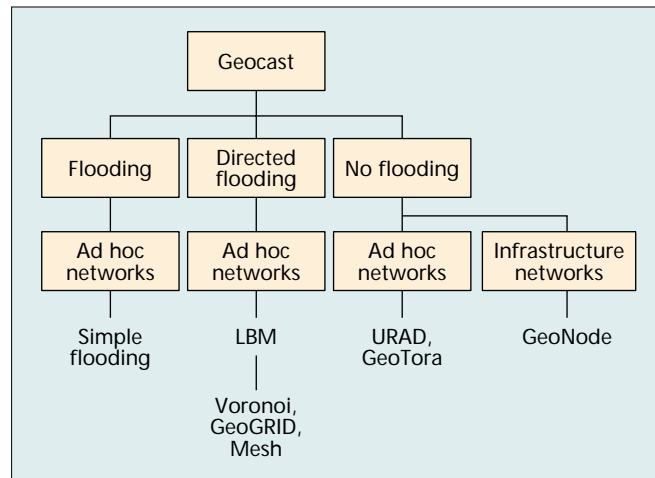 Geocast
Flooding
Directed
flooding
No flooding
Ad hoc
networks
Ad hoc
networks
Ad hoc
networks
Infrastructure
networks
Simple
flooding
LBM
URAD,
GeoTora
GeoNode
Voronoi,
GeoGRID,
Mesh